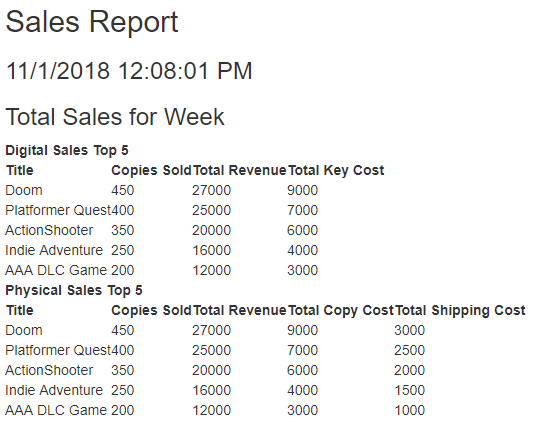 Sales Report
11/1/2018 12:08:01 PM
Total Sales for Week
Digital Sales Top 5
Title Copies Sold Total Revenue Total Key Cost
Doom 450 27000 9000
Platformer Quest 400 25000 7000
ActionShooter 350 20000 6000
Indie Adventure 250 16000 4000
AAA DLC Game 200 12000 3000
Physical Sales Top 5
Title Copies Sold Total Revenue Total Copy Cost Total Shipping Cost
Doom 450 27000 9000 3000
Platformer Quest 400 25000 7000 2500
ActionShooter 350 20000 6000 2000
Indie Adventure 250 16000 4000 1500
AAA DLC Game 200 12000 3000 1000